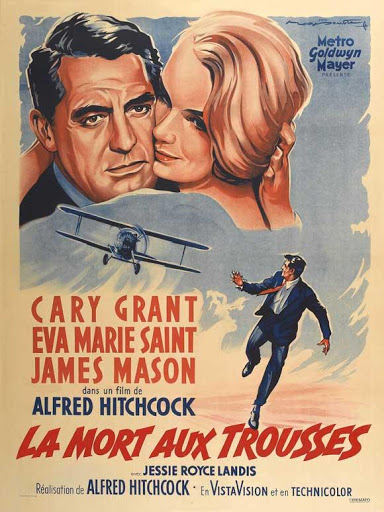 Metro
Goldwyn
Mayer
PRÉSENTE
CARY GRANT
EVA MARIE SAINT
JAMES MASON
dans un film de
ALFRED HITCHCOCK
LA MORT AUX TROUSSES
avec JESSIE ROYCE LANDIS
Réalisation de ALFRED HITCHCOCK · En VISTAVISION et en TECHNICOLOR